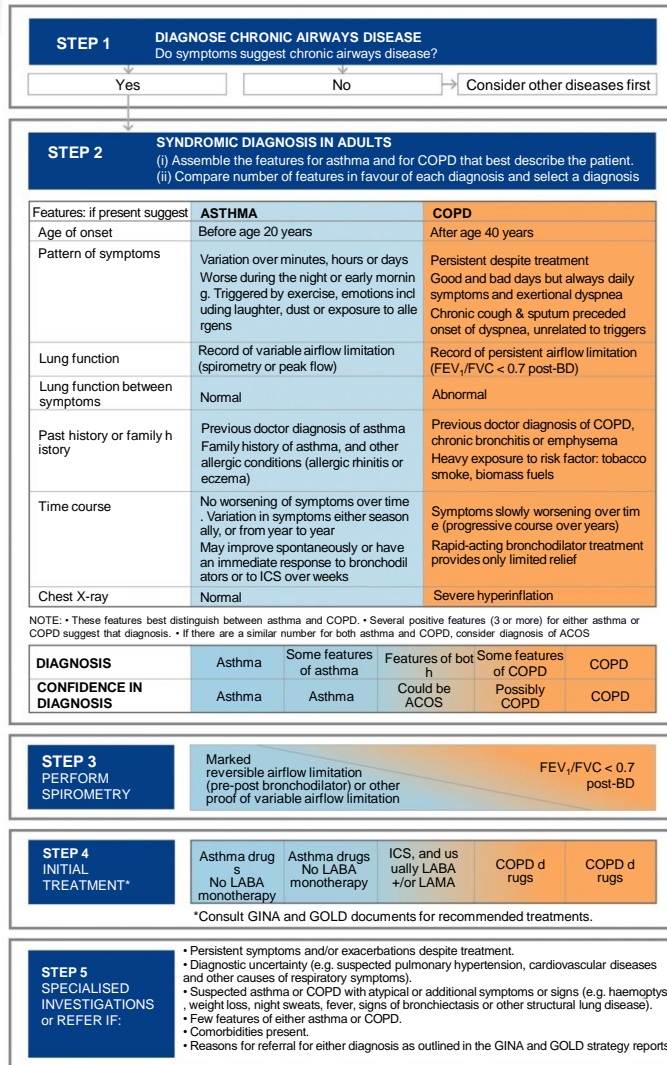 STEP 1
DIAGNOSE CHRONIC AIRWAYS DISEASE
Do symptoms suggest chronic airways disease?
Yes
No
Consider other diseases first
STEP 2
SYNDROMIC DIAGNOSIS IN ADULTS
(i) Assemble the features for asthma and for COPD that best describe the patient.
(ii) Compare number of features in favour of each diagnosis and select a diagnosis
Features: if present suggest
ASTHMA
COPD
Age of onset
Before age 20 years
After age 40 years
Pattern of symptoms
Variation over minutes, hours or days
Worse during the night or early mornin
g. Triggered by exercise, emotions incl
uding laughter, dust or exposure to alle
rgens
Persistent despite treatment
Good and bad days but always daily
symptoms and exertional dyspnea
Chronic cough & sputum preceded
onset of dyspnea, unrelated to triggers
Lung function
Record of variable airflow limitation
(spirometry or peak flow)
Record of persistent airflow limitation
(FEV₁/FVC < 0.7 post-BD)
Lung function between
symptoms
Normal
Abnormal
Past history or family h
istory
Previous doctor diagnosis of asthma
Family history of asthma, and other
allergic conditions (allergic rhinitis or
eczema)
Previous doctor diagnosis of COPD,
chronic bronchitis or emphysema
Heavy exposure to risk factor: tobacco
smoke, biomass fuels
Time course
No worsening of symptoms over time
. Variation in symptoms either season
ally, or from year to year
May improve spontaneously or have
an immediate response to bronchodil
ators or to ICS over weeks
Symptoms slowly worsening over tim
e (progressive course over years)
Rapid-acting bronchodilator treatment
provides only limited relief
Chest X-ray
Normal
Severe hyperinflation
NOTE: • These features best distinguish between asthma and COPD. • Several positive features (3 or more) for either asthma or
COPD suggest that diagnosis. • If there are a similar number for both asthma and COPD, consider diagnosis of ACOS
DIAGNOSIS
Asthma
Some features
of asthma
Features of bot
h
Some features
of COPD
COPD
CONFIDENCE IN
DIAGNOSIS
Asthma
Asthma
Could be
ACOS
Possibly
COPD
COPD
STEP 3
PERFORM
SPIROMETRY
Marked
reversible airflow limitation
(pre-post bronchodilator) or other
proof of variable airflow limitation
FEV₁/FVC < 0.7
post-BD
STEP 4
INITIAL
TREATMENT*
Asthma drug
s
No LABA
monotherapy
Asthma drugs
No LABA
monotherapy
ICS, and us
ually LABA
+/or LAMA
COPD d
rugs
COPD d
rugs
*Consult GINA and GOLD documents for recommended treatments.
STEP 5
SPECIALISED
INVESTIGATIONS
or REFER IF:
• Persistent symptoms and/or exacerbations despite treatment.
• Diagnostic uncertainty (e.g. suspected pulmonary hypertension, cardiovascular diseases
and other causes of respiratory symptoms).
• Suspected asthma or COPD with atypical or additional symptoms or signs (e.g. haemoptys
, weight loss, night sweats, fever, signs of bronchiectasis or other structural lung disease).
• Few features of either asthma or COPD.
• Comorbidities present.
• Reasons for referral for either diagnosis as outlined in the GINA and GOLD strategy reports